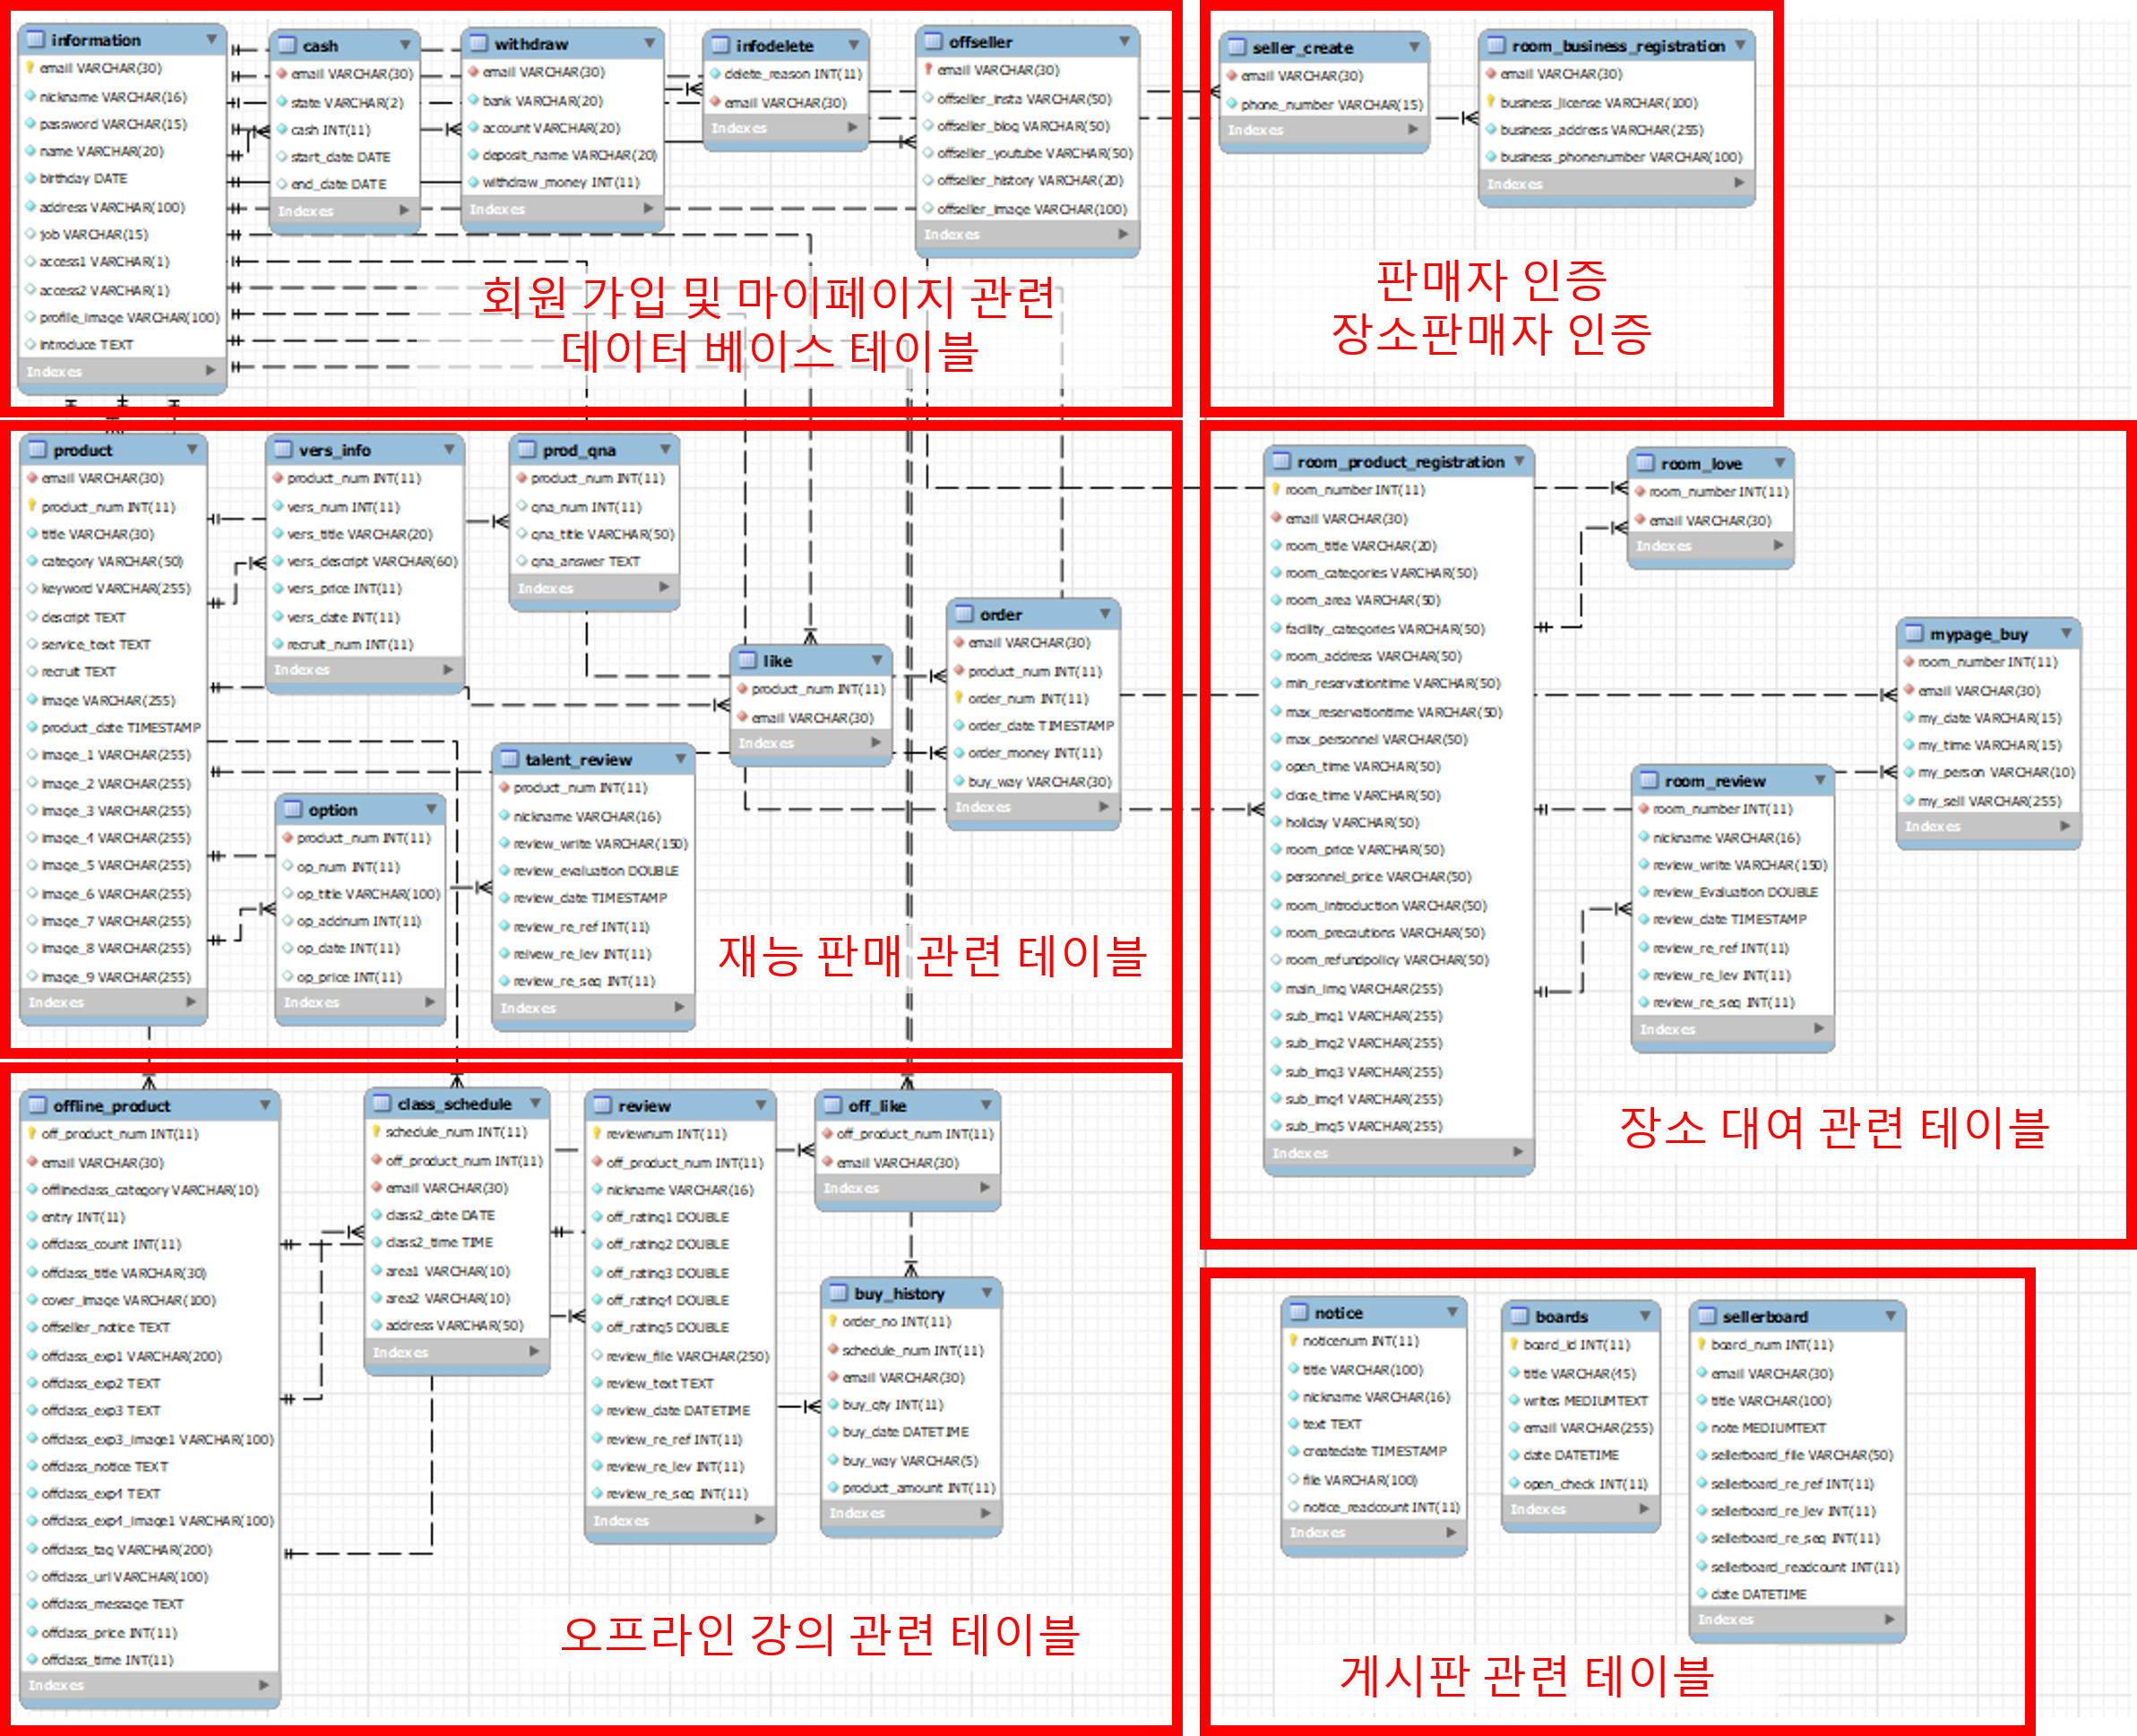 information
email VARCHAR(30)
nickname VARCHAR(16)
password VARCHAR(15)
name VARCHAR(20)
birthday DATE
address VARCHAR(100)
job VARCHAR(15)
access1 VARCHAR(1)
access2 VARCHAR(1)
profile_image VARCHAR(100)
introduce TEXT
Indexes
cash
email VARCHAR(30)
state VARCHAR(2)
cash INT(11)
start_date DATE
end_date DATE
Indexes
withdraw
email VARCHAR(30)
bank VARCHAR(20)
account VARCHAR(20)
deposit_name VARCHAR(20)
withdraw_money INT(11)
Indexes
infodelete
delete_reason INT(11)
email VARCHAR(30)
Indexes
offseller
email VARCHAR(30)
offseller_insta VARCHAR(50)
offseller_blog VARCHAR(50)
offseller_youtube VARCHAR(50)
offseller_history VARCHAR(20)
offseller_image VARCHAR(100)
Indexes
회원 가입 및 마이페이지 관련
데이터 베이스 테이블
seller_create
email VARCHAR(30)
phone_number VARCHAR(15)
Indexes
room_business_registration
email VARCHAR(30)
business_license VARCHAR(100)
business_address VARCHAR(255)
business_phonenumber VARCHAR(100)
Indexes
판매자 인증
장소판매자 인증
product
email VARCHAR(30)
product_num INT(11)
title VARCHAR(30)
category VARCHAR(50)
keyword VARCHAR(255)
descript TEXT
service_text TEXT
recruit TEXT
image VARCHAR(255)
product_date TIMESTAMP
image_1 VARCHAR(255)
image_2 VARCHAR(255)
image_3 VARCHAR(255)
image_4 VARCHAR(255)
image_5 VARCHAR(255)
image_6 VARCHAR(255)
image_7 VARCHAR(255)
image_8 VARCHAR(255)
image_9 VARCHAR(255)
Indexes
vers_info
product_num INT(11)
vers_num INT(11)
vers_title VARCHAR(20)
vers_descript VARCHAR(60)
vers_price INT(11)
vers_date INT(11)
recruit_num INT(11)
Indexes
prod_qna
product_num INT(11)
qna_num INT(11)
qna_title VARCHAR(50)
qna_answer TEXT
Indexes
like
product_num INT(11)
email VARCHAR(30)
Indexes
order
email VARCHAR(30)
product_num INT(11)
order_num INT(11)
order_date TIMESTAMP
order_money INT(11)
buy_way VARCHAR(30)
Indexes
option
product_num INT(11)
op_num INT(11)
op_title VARCHAR(100)
op_addnum INT(11)
op_date INT(11)
op_price INT(11)
Indexes
talent_review
product_num INT(11)
nickname VARCHAR(16)
review_write VARCHAR(150)
review_evaluation DOUBLE
review_date TIMESTAMP
review_re_ref INT(11)
reivew_re_lev INT(11)
review_re_seq INT(11)
Indexes
재능 판매 관련 테이블
room_product_registration
room_number INT(11)
email VARCHAR(30)
room_title VARCHAR(20)
room_categories VARCHAR(50)
room_area VARCHAR(50)
facility_categories VARCHAR(50)
room_address VARCHAR(50)
min_reservationtime VARCHAR(50)
max_reservationtime VARCHAR(50)
max_personnel VARCHAR(50)
open_time VARCHAR(50)
close_time VARCHAR(50)
holiday VARCHAR(50)
room_price VARCHAR(50)
personnel_price VARCHAR(50)
room_introduction VARCHAR(50)
room_precautions VARCHAR(50)
room_refundpolicy VARCHAR(50)
main_img VARCHAR(255)
sub_img1 VARCHAR(255)
sub_img2 VARCHAR(255)
sub_img3 VARCHAR(255)
sub_img4 VARCHAR(255)
sub_img5 VARCHAR(255)
Indexes
room_love
room_number INT(11)
email VARCHAR(30)
Indexes
mypage_buy
room_number INT(11)
email VARCHAR(30)
my_date VARCHAR(15)
my_time VARCHAR(15)
my_person VARCHAR(10)
my_sell VARCHAR(255)
Indexes
room_review
room_number INT(11)
nickname VARCHAR(16)
review_write VARCHAR(150)
review_Evaluation DOUBLE
review_date TIMESTAMP
review_re_ref INT(11)
review_re_lev INT(11)
review_re_seq INT(11)
Indexes
장소 대여 관련 테이블
offline_product
off_product_num INT(11)
email VARCHAR(30)
offlineclass_category VARCHAR(10)
entry INT(11)
offclass_count INT(11)
offclass_title VARCHAR(30)
cover_image VARCHAR(100)
offseller_notice TEXT
offclass_exp1 VARCHAR(200)
offclass_exp2 TEXT
offclass_exp3 TEXT
offclass_exp3_image1 VARCHAR(100)
offclass_notice TEXT
offclass_exp4 TEXT
offclass_exp4_image1 VARCHAR(100)
offclass_tag VARCHAR(200)
offclass_url VARCHAR(100)
offclass_message TEXT
offclass_price INT(11)
offclass_time INT(11)
Indexes
class_schedule
schedule_num INT(11)
off_product_num INT(11)
email VARCHAR(30)
class2_date DATE
class2_time TIME
area1 VARCHAR(10)
area2 VARCHAR(10)
address VARCHAR(50)
Indexes
review
reviewnum INT(11)
off_product_num INT(11)
nickname VARCHAR(16)
off_rating1 DOUBLE
off_rating2 DOUBLE
off_rating3 DOUBLE
off_rating4 DOUBLE
off_rating5 DOUBLE
review_file VARCHAR(250)
review_text TEXT
review_date DATETIME
review_re_ref INT(11)
review_re_lev INT(11)
review_re_seq INT(11)
Indexes
off_like
off_product_num INT(11)
email VARCHAR(30)
Indexes
buy_history
order_no INT(11)
schedule_num INT(11)
email VARCHAR(30)
buy_qty INT(11)
buy_date DATETIME
buy_way VARCHAR(5)
product_amount INT(11)
Indexes
오프라인 강의 관련 테이블
notice
noticenum INT(11)
title VARCHAR(100)
nickname VARCHAR(16)
text TEXT
createdate TIMESTAMP
file VARCHAR(100)
notice_readcount INT(11)
Indexes
boards
board_id INT(11)
title VARCHAR(45)
writes MEDIUMTEXT
email VARCHAR(255)
date DATETIME
open_check INT(11)
Indexes
sellerboard
board_num INT(11)
email VARCHAR(30)
title VARCHAR(100)
note MEDIUMTEXT
sellerboard_file VARCHAR(50)
sellerboard_re_ref INT(11)
sellerboard_re_lev INT(11)
sellerboard_re_seq INT(11)
sellerboard_readcount INT(11)
date DATETIME
Indexes
게시판 관련 테이블